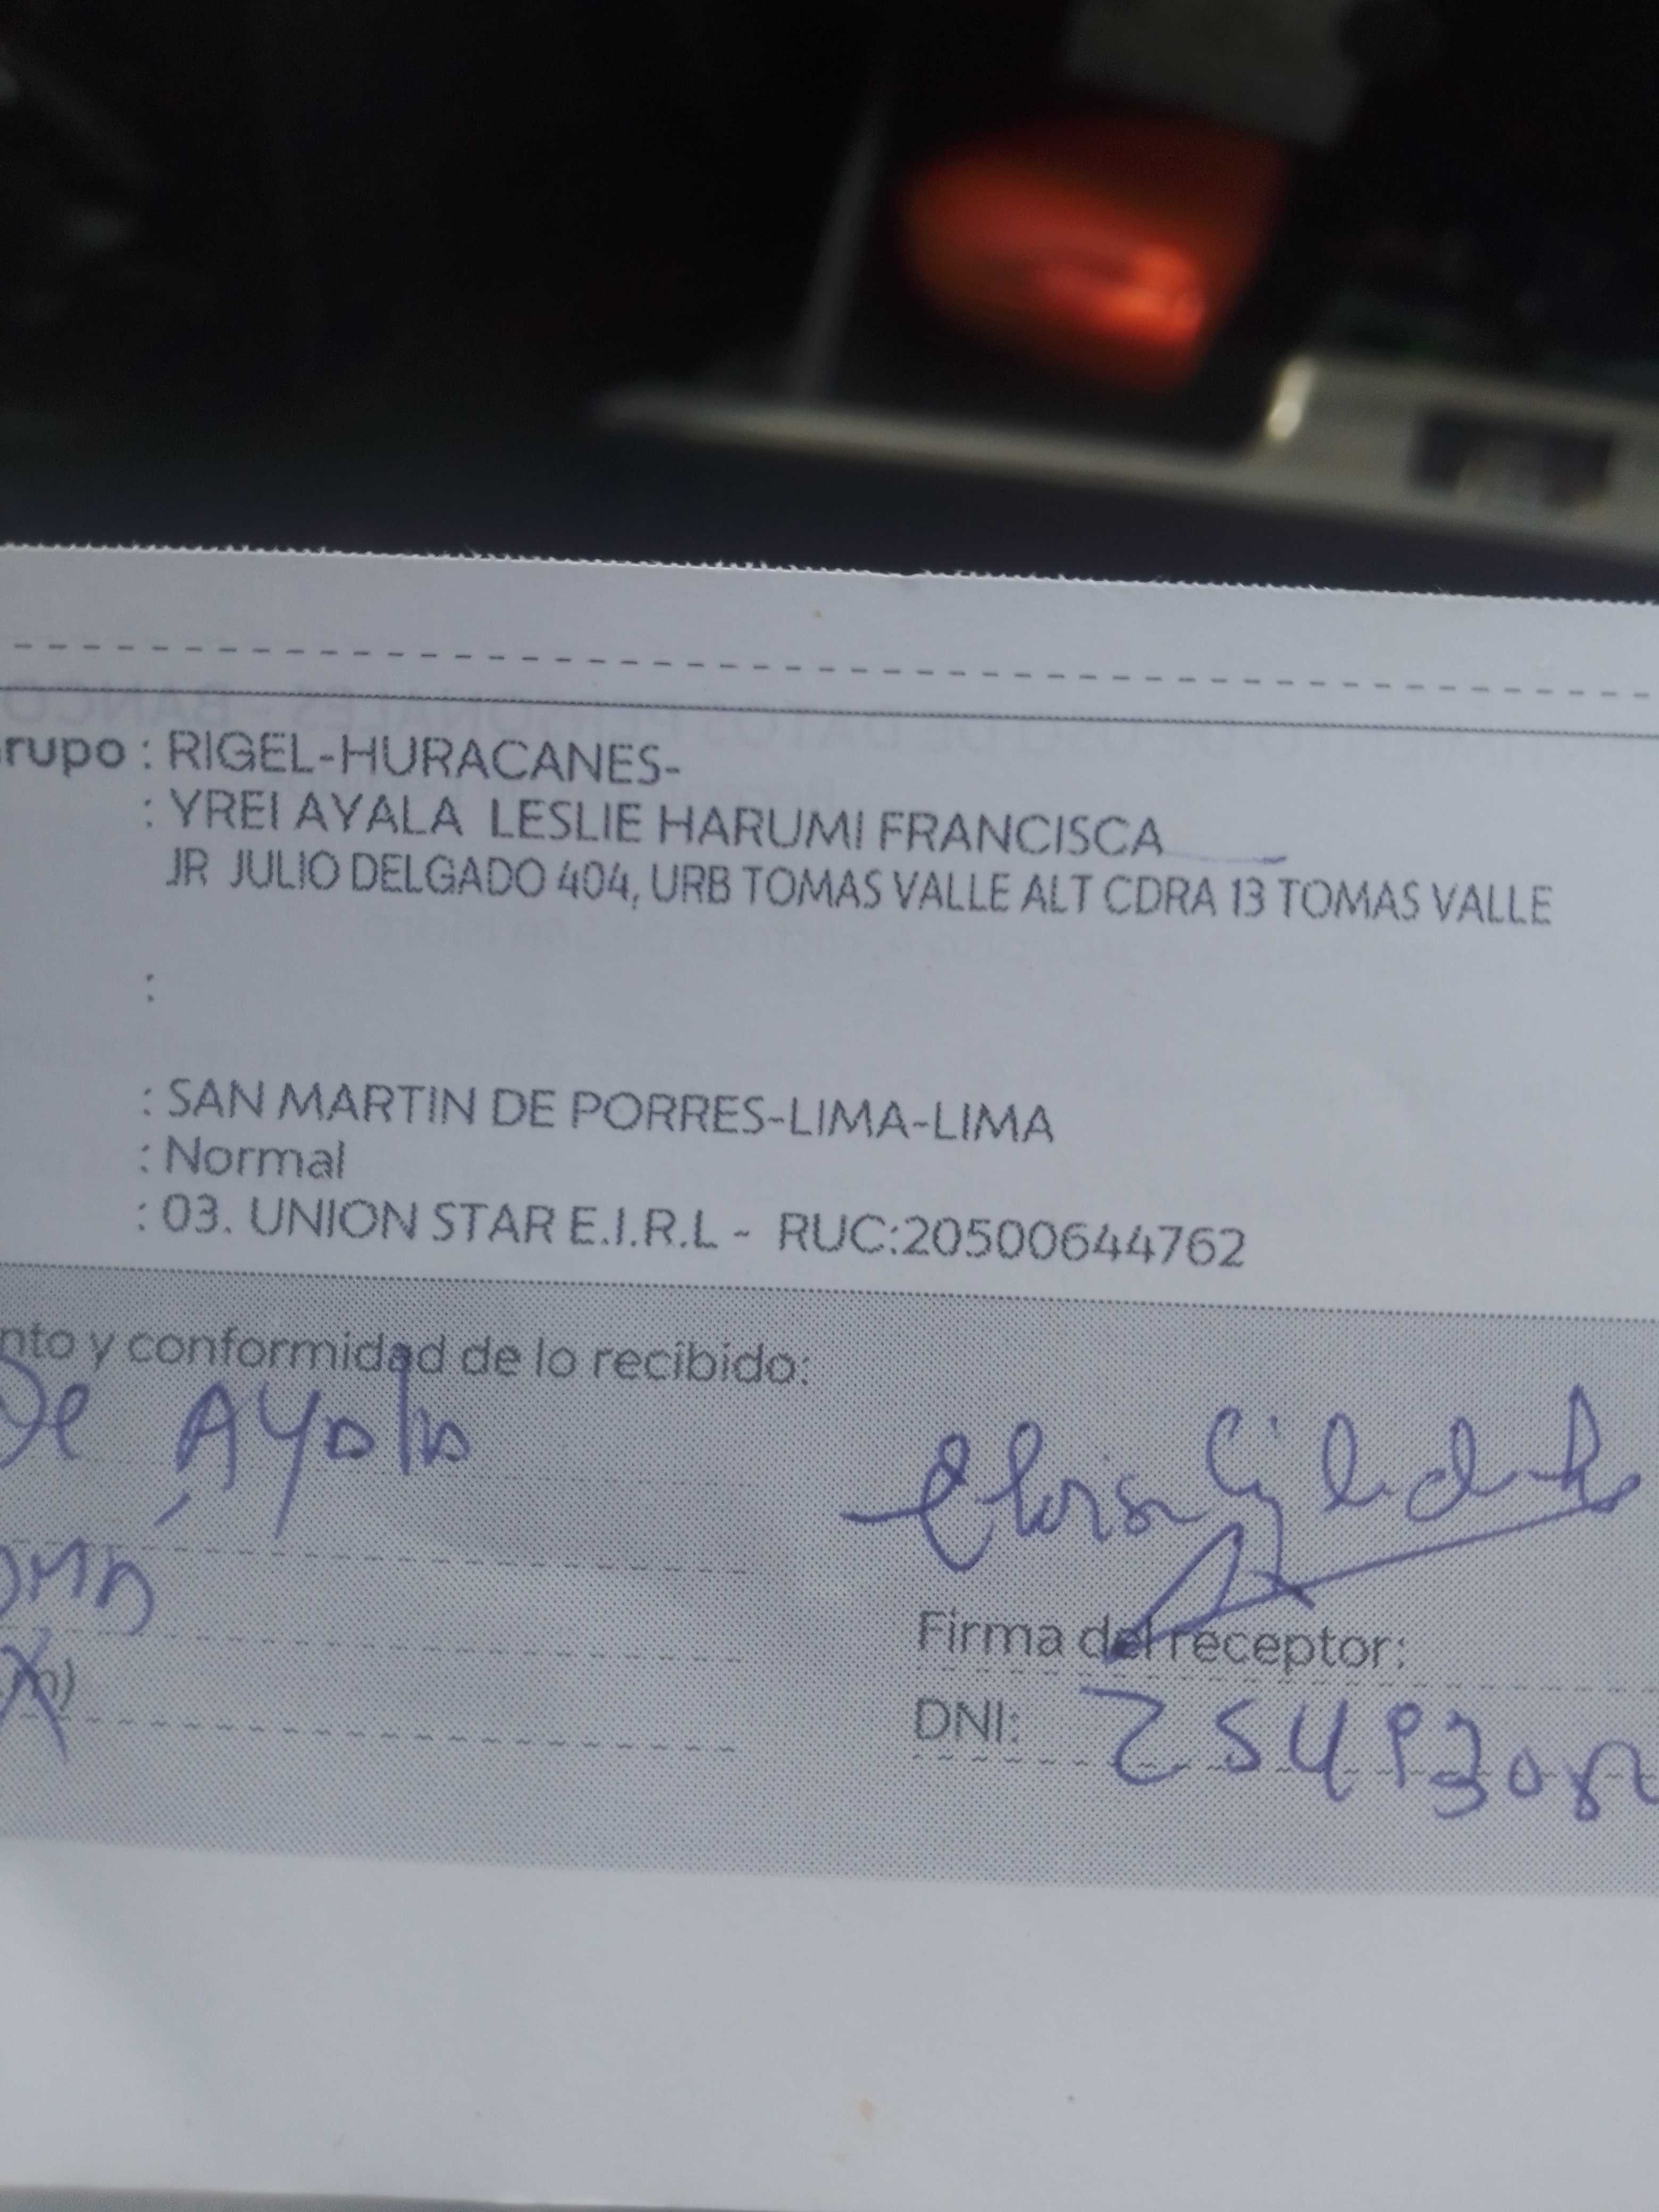 rupo : RIGEL-HURACANES-
: YREI AYALA LESLIE HARUMI FRANCISCA
JR JULIO DELGADO 404, URB TOMAS VALLE ALT CDRA 13 TOMAS VALLE
:
: SAN MARTIN DE PORRES-LIMA-LIMA
: Normal
: 03. UNION STAR E.I.R.L - RUC:20500644762
nto y conformidad de lo recibido:
De Ayala
Firma del receptor:
DNI: 2549308